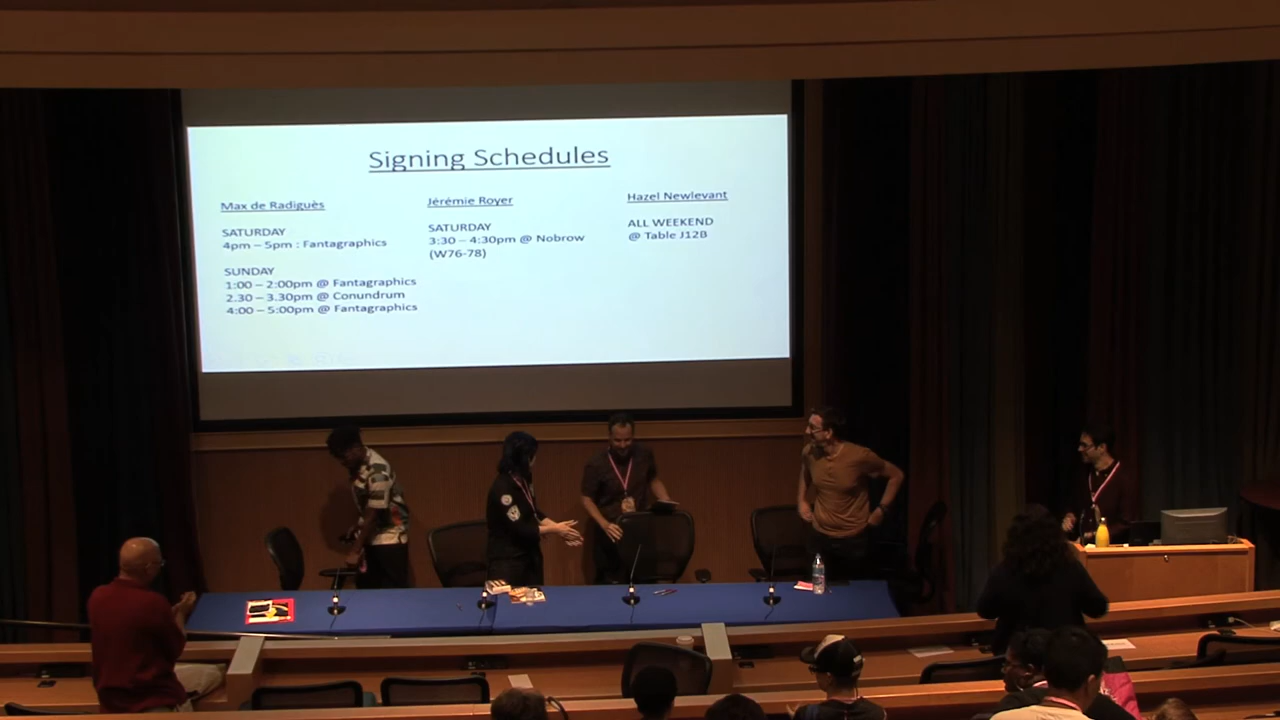 Signing Schedules
Max de Radiguès
SATURDAY
4pm – 5pm : Fantagraphics
SUNDAY
1:00 – 2:00pm @ Fantagraphics
2.30 – 3.30pm @ Conundrum
4:00 – 5:00pm @ Fantagraphics
Jérémie Royer
SATURDAY
3:30 – 4:30pm @ Nobrow
(W76-78)
Hazel Newlevant
ALL WEEKEND
@ Table J12B